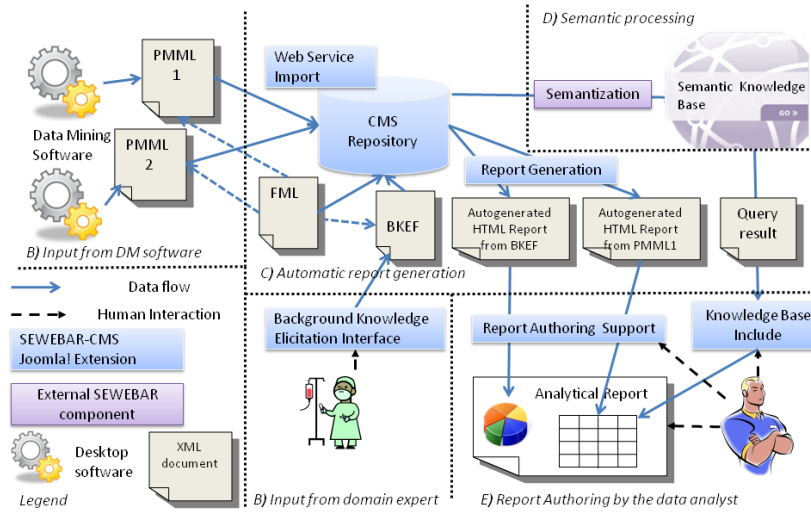 D) Semantic processing
PMML
1
Web Service
Import
Semantization
Semantic Knowledge
Base
GO »
CMS
Repository
Data Mining
Software
PMML
2
Report Generation
FML
BKEF
Autogenerated
HTML Report
from BKEF
Autogenerated
HTML Report
from PMML1
Query
result
B) Input from DM software
C) Automatic report generation
Data flow
Human Interaction
SEWEBAR-CMS
Joomla! Extension
External SEWEBAR
component
Desktop
software
XML
document
Legend
Background Knowledge
Elicitation Interface
B) Input from domain expert
Report Authoring Support
Knowledge Base
Include
Analytical Report
E) Report Authoring by the data analyst